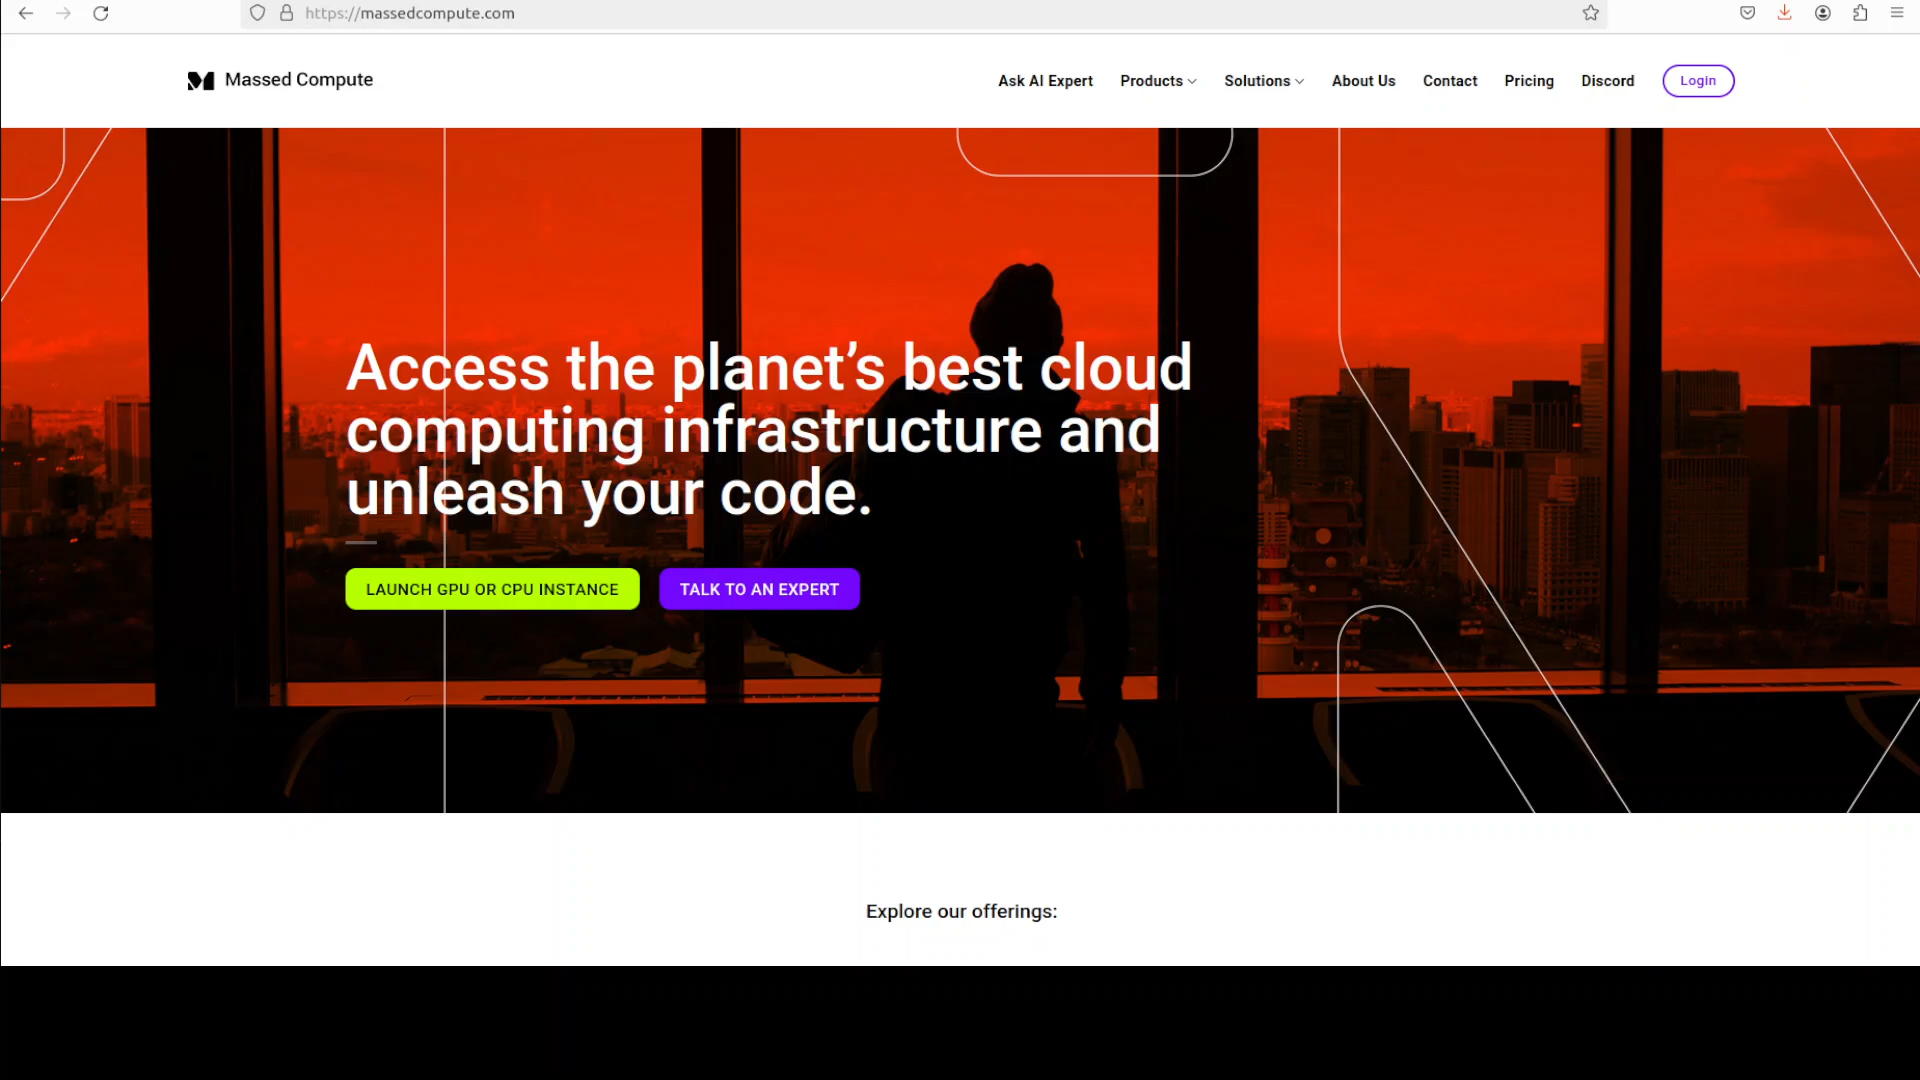 https://massedcompute.com
Massed Compute
Ask AI Expert
Products
Solutions
About Us
Contact
Pricing
Discord
Login
Access the planet’s best cloud
computing infrastructure and
unleash your code.
LAUNCH GPU OR CPU INSTANCE
TALK TO AN EXPERT
Explore our offerings: